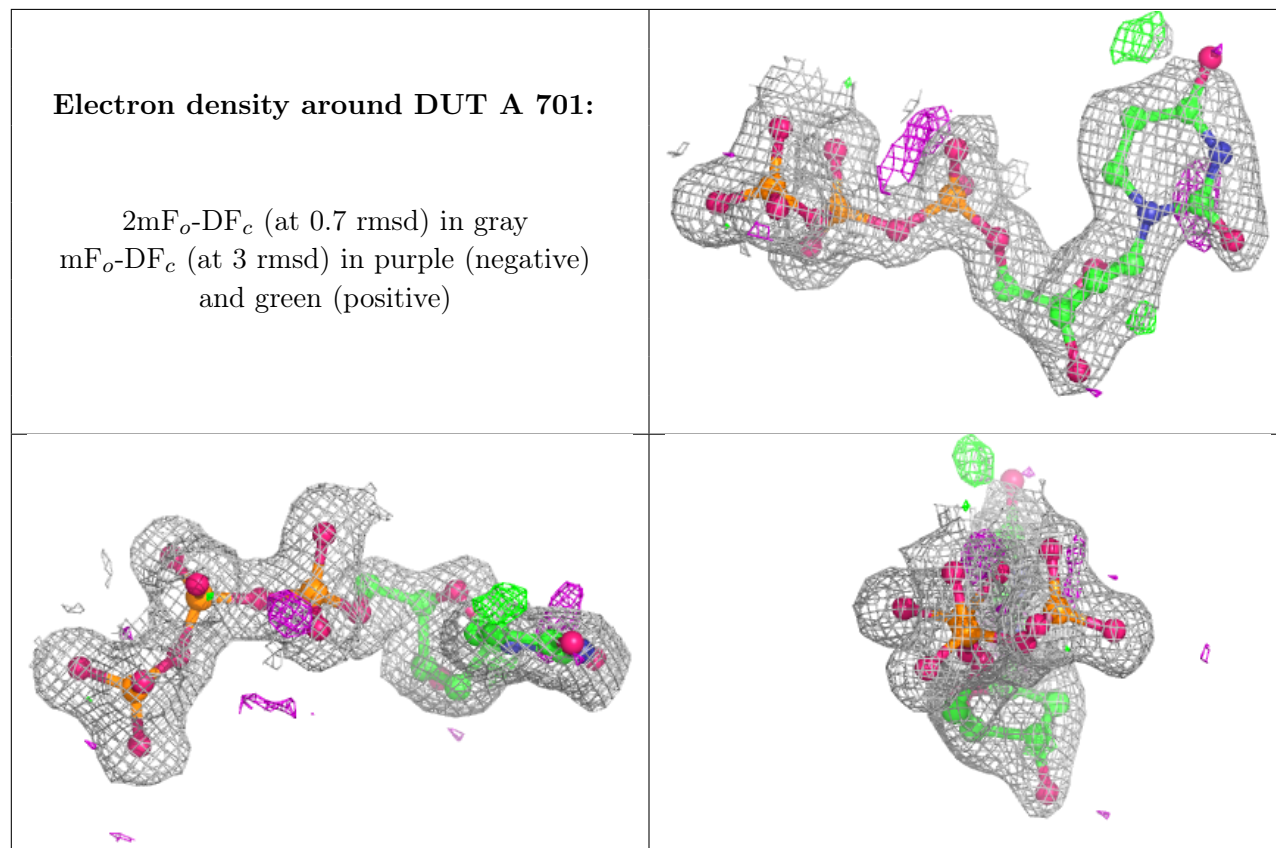 Electron density around DUT A 701:
2mFo-DFc (at 0.7 rmsd) in gray
mFo-DFc (at 3 rmsd) in purple (negative)
and green (positive)